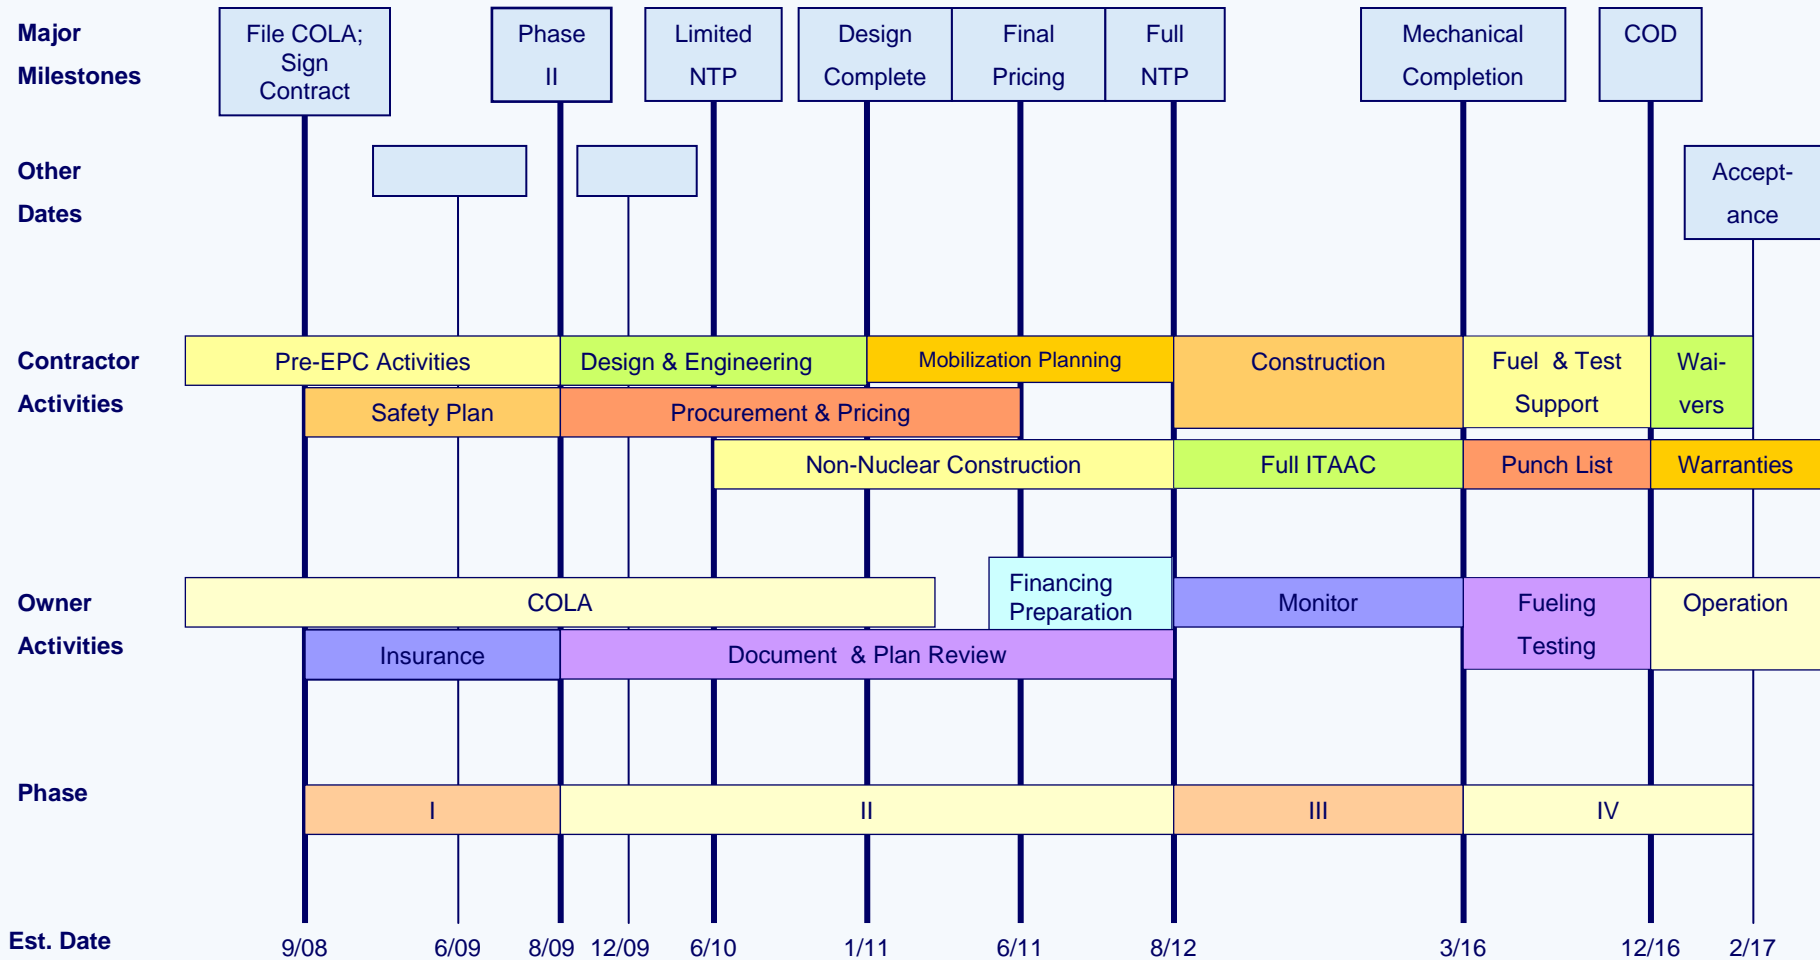 Major
Milestones
File COLA;
Sign
Contract
Phase
II
Limited
NTP
Design
Complete
Final
Pricing
Full
NTP
Mechanical
Completion
COD
Other
Dates
Accept-
ance
Contractor
Activities
Pre-EPC Activities
Design & Engineering
Mobilization Planning
Construction
Fuel & Test
Support
Wai-
vers
Safety Plan
Procurement & Pricing
Non-Nuclear Construction
Full ITAAC
Punch List
Warranties
Owner
Activities
COLA
Financing
Preparation
Monitor
Fueling
Testing
Operation
Insurance
Document & Plan Review
Phase
I
II
III
IV
Est. Date
9/08
6/09
8/09
12/09
6/10
1/11
6/11
8/12
3/16
12/16
2/17